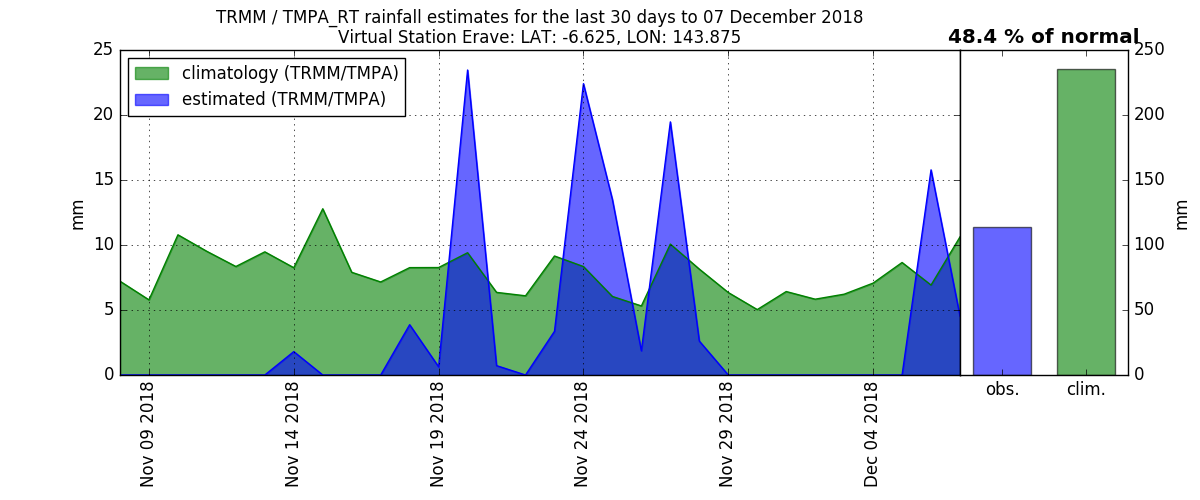 TRMM / TMPA_RT rainfall estimates for the last 30 days to 07 December 2018
Virtual Station Erave: LAT: -6.625, LON: 143.875
48.4 % of normal
climatology (TRMM/TMPA)
estimated (TRMM/TMPA)
25
20
15
10
5
0
mm
Nov 09 2018
Nov 14 2018
Nov 19 2018
Nov 24 2018
Nov 29 2018
Dec 04 2018
obs.
clim.
250
200
150
100
50
0
mm